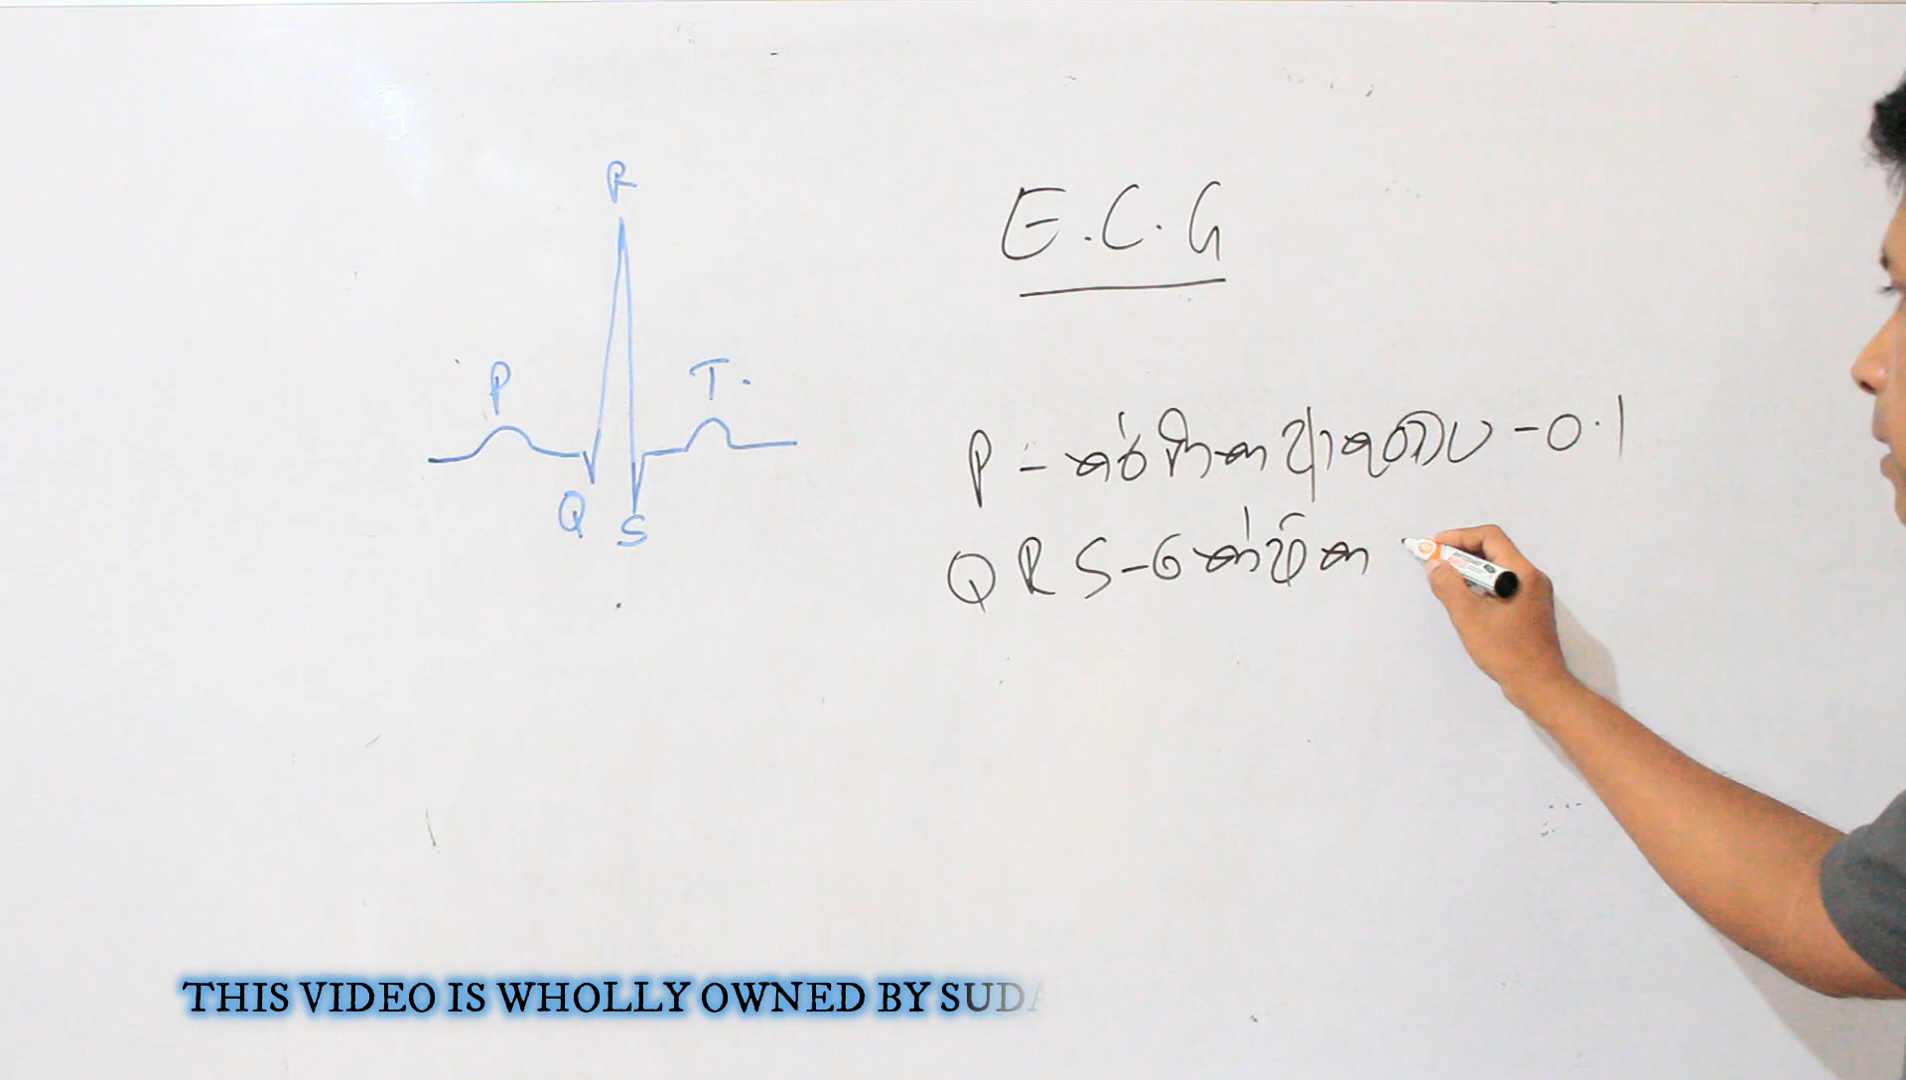 R
E.C.G
P
T.
P - කර්ණික - 0.1
Q
S
QRS - කෝෂික
THIS VIDEO IS WHOLLY OWNED BY SUD